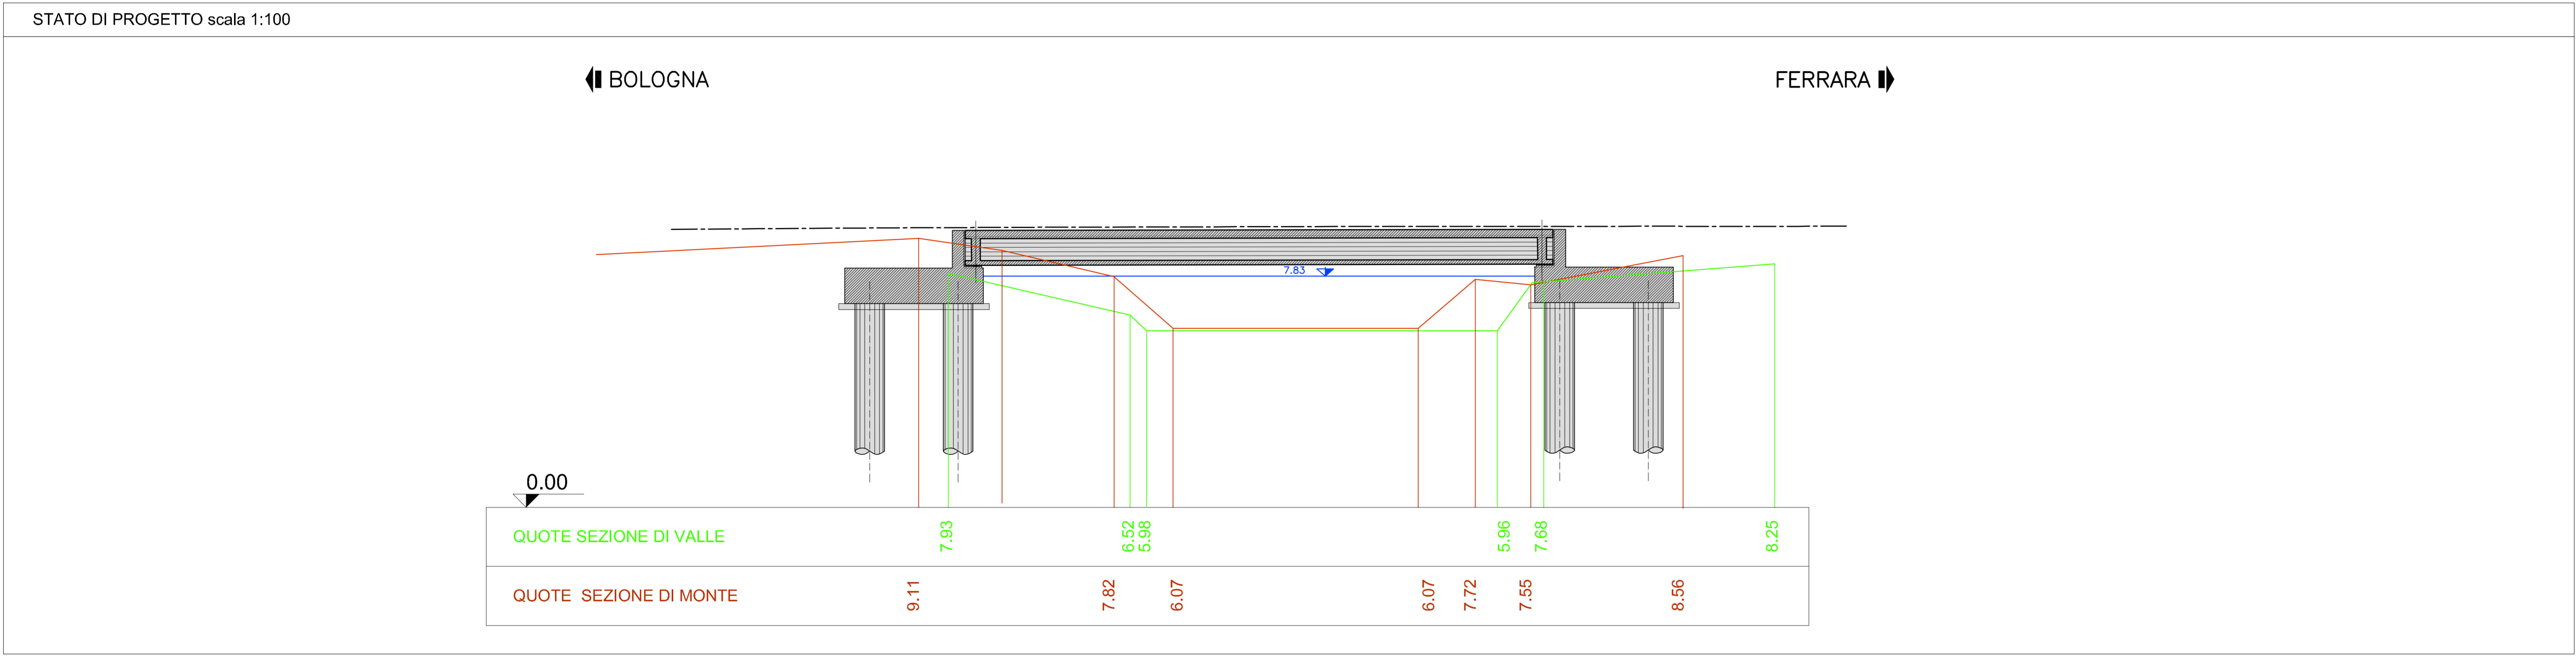 STATO DI PROGETTO scala 1:100
BOLOGNA
FERRARA
7.83
0.00
QUOTE SEZIONE DI VALLE 7.93 6.52 5.98 5.96 7.68 8.25
QUOTE SEZIONE DI MONTE 9.11 7.82 6.07 6.07 7.72 7.55 8.56